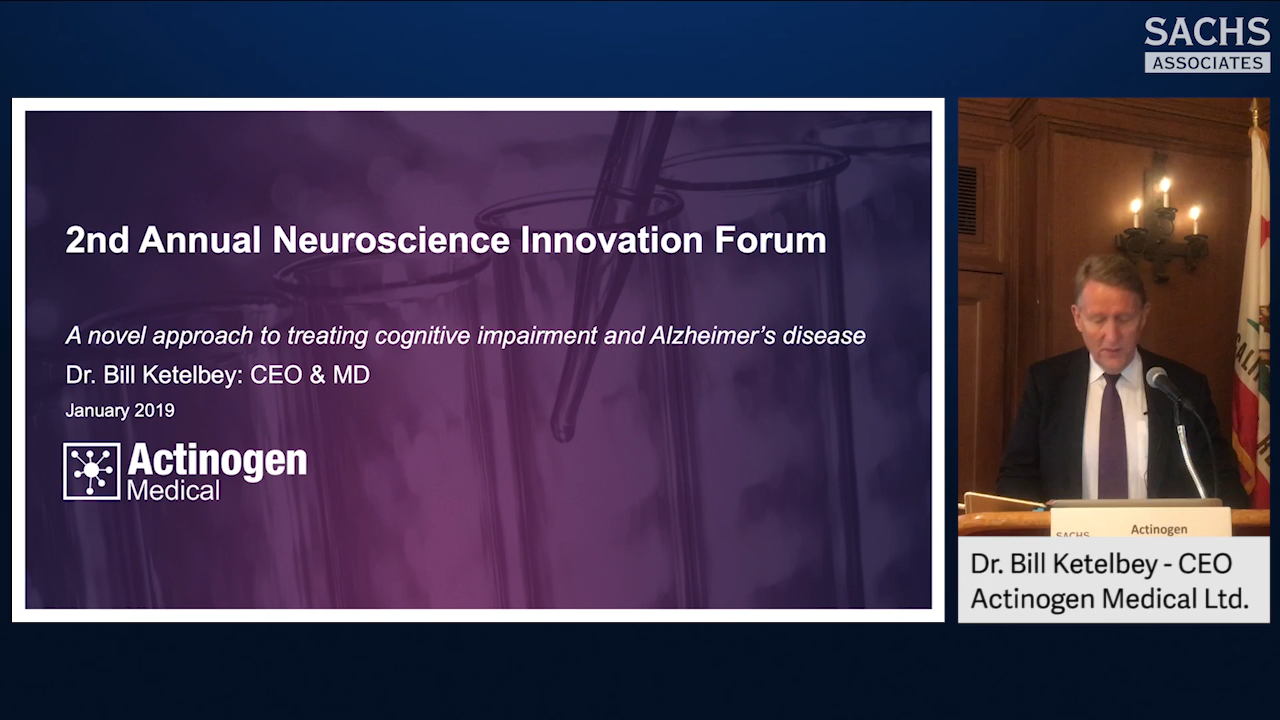 SACHS
ASSOCIATES
2nd Annual Neuroscience Innovation Forum
A novel approach to treating cognitive impairment and Alzheimer's disease
Dr. Bill Ketelbey: CEO & MD
January 2019
Actinogen
Medical
SACHS
Actinogen
Dr. Bill Ketelbey - CEO
Actinogen Medical Ltd.